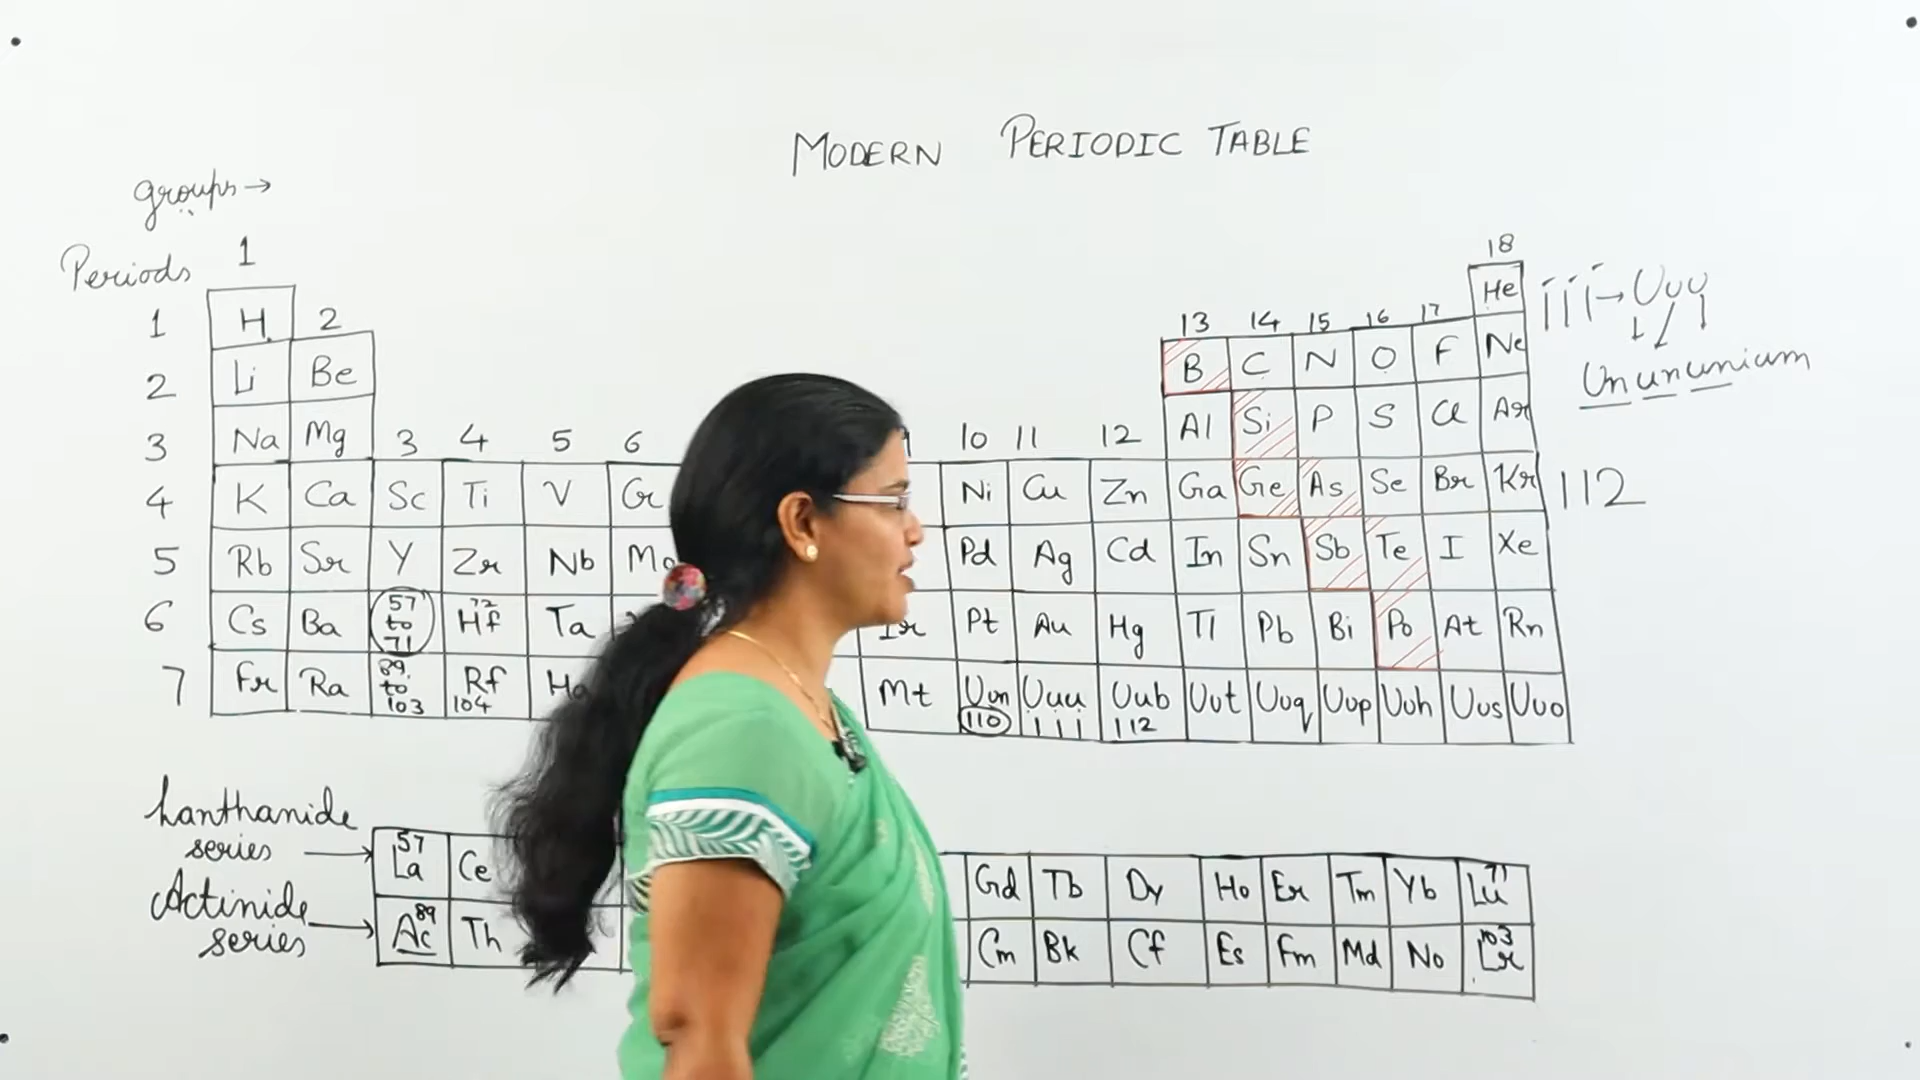 MODERN PERIODIC TABLE
groups →
Periods 1 18
1 H 2 13 14 15 16 17 He 111 → Uuu
2 Li Be B C N O F Ne Unununium
3 Na Mg 3 4 5 6 10 11 12 Al Si P S Cl Ar
4 K Ca Sc Ti V Cr Ni Cu Zn Ga Ge As Se Br Kr 112
5 Rb Sr Y Zr Nb Mo Pd Ag Cd In Sn Sb Te I Xe
6 Cs Ba 57 to 71 72 Hf Ta Ir Pt Au Hg Tl Pb Bi Po At Rn
7 Fr Ra 89 to 103 Rf 104 Ha Mt Uun 110 Uuu 111 Uub 112 Uut Uuq Uup Uuh Uus Uuo
Lanthanide series → 57 La Ce Gd Tb Dy Ho Er Tm Yb 71 Lu
Actinide series → 89 Ac Th Cm Bk Cf Es Fm Md No 103 Lr